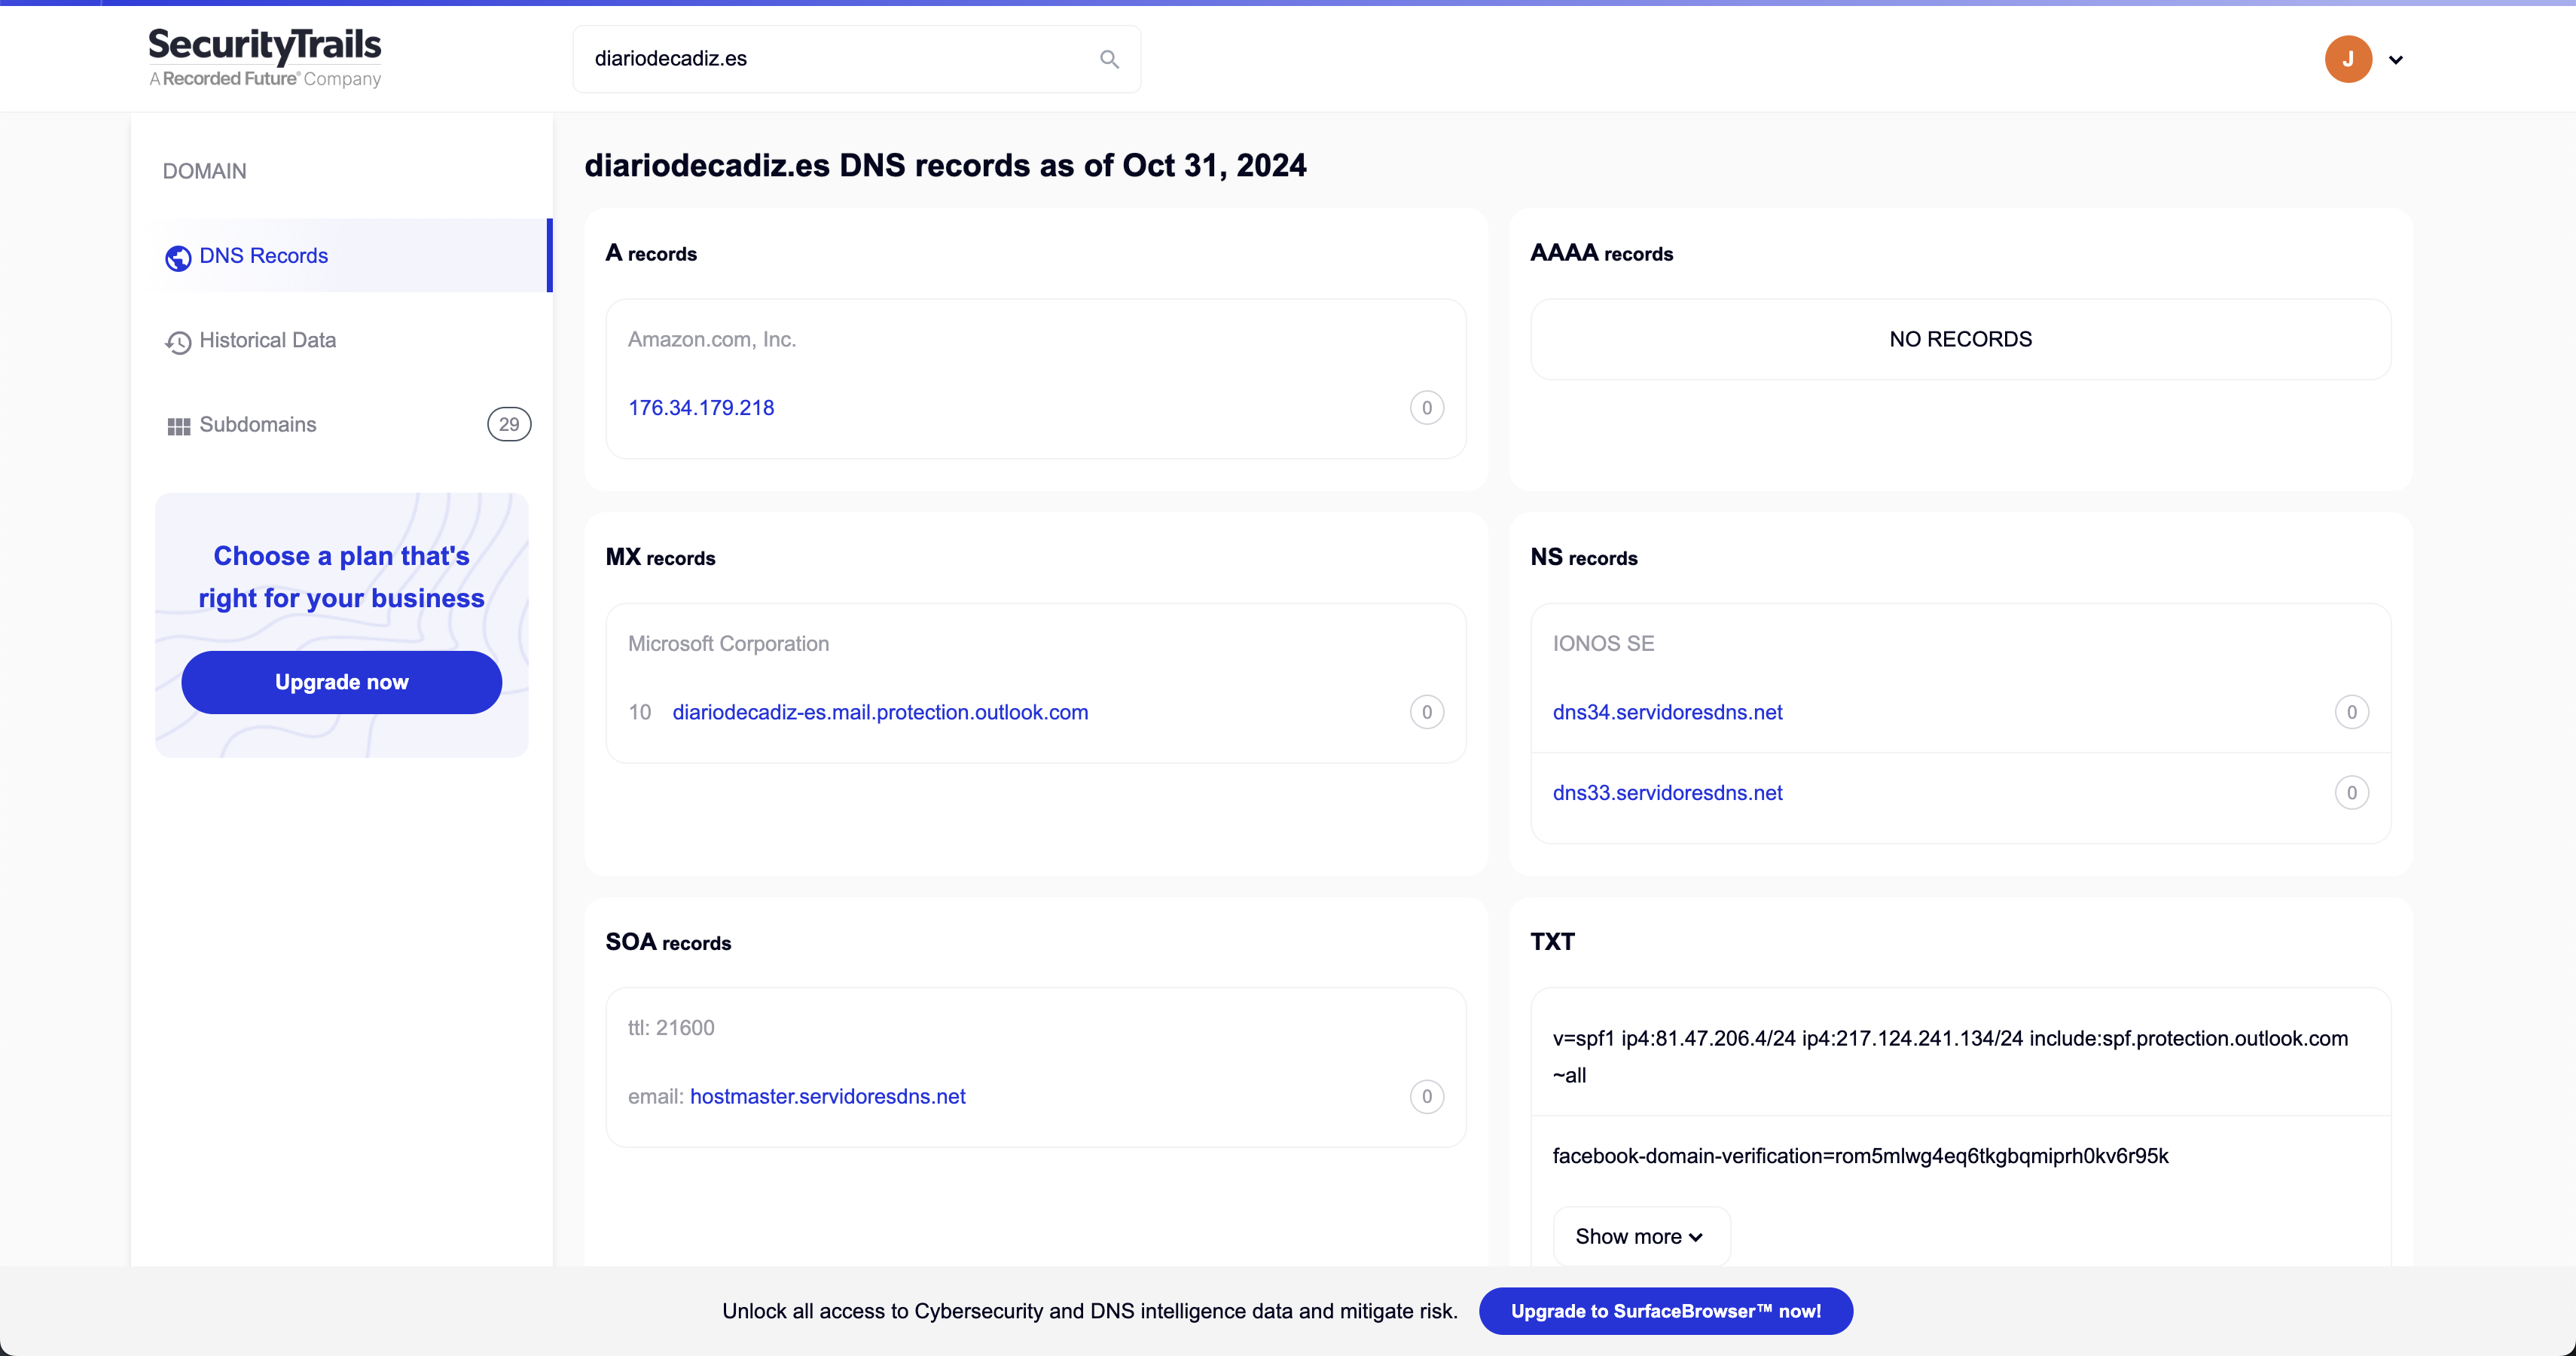 SecurityTrails
A Recorded Future® Company
diariodecadiz.es
J
DOMAIN
DNS Records
Historical Data
Subdomains
29
Choose a plan that's
right for your business
Upgrade now
diariodecadiz.es DNS records as of Oct 31, 2024
A records
Amazon.com, Inc.
176.34.179.218
0
AAAA records
NO RECORDS
MX records
Microsoft Corporation
10 diariodecadiz-es.mail.protection.outlook.com
0
NS records
IONOS SE
dns34.servidoresdns.net
0
dns33.servidoresdns.net
0
SOA records
ttl: 21600
email: hostmaster.servidoresdns.net
0
TXT
v=spf1 ip4:81.47.206.4/24 ip4:217.124.241.134/24 include:spf.protection.outlook.com
~all
facebook-domain-verification=rom5mlwg4eq6tkgbqmiprh0kv6r95k
Show more
Unlock all access to Cybersecurity and DNS intelligence data and mitigate risk.
Upgrade to SurfaceBrowser™ now!